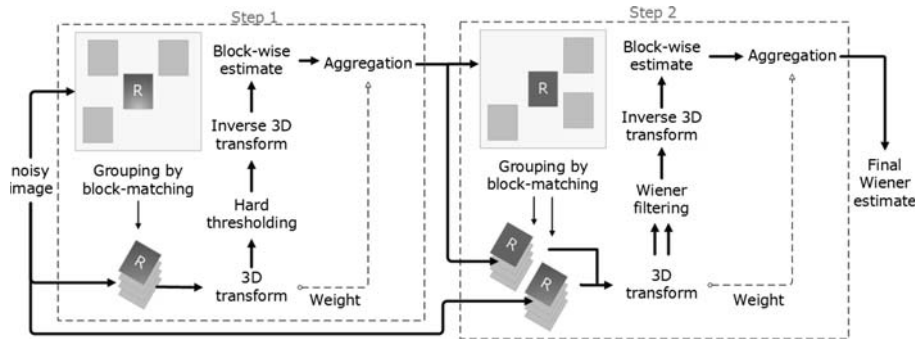 Step 1
Step 2
R
Block-wise
estimate
Aggregation
Inverse 3D
transform
noisy
image
Grouping by
block-matching
Hard
thresholding
R
3D
transform
Weight
R
Block-wise
estimate
Aggregation
Inverse 3D
transform
Grouping by
block-matching
Wiener
filtering
Final
Wiener
estimate
R
R
3D
transform
Weight